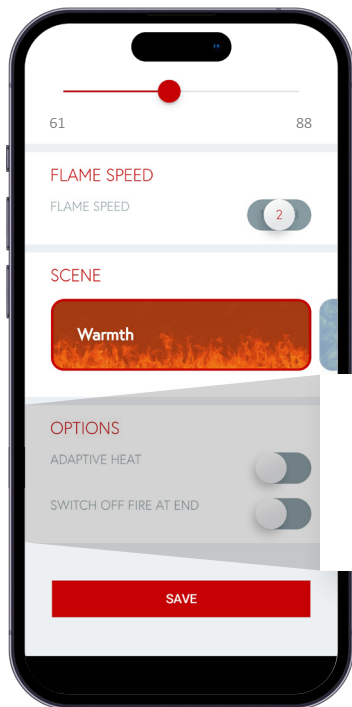 61 88
FLAME SPEED
FLAME SPEED 2
SCENE
Warmth
OPTIONS
ADAPTIVE HEAT
SWITCH OFF FIRE AT END
SAVE